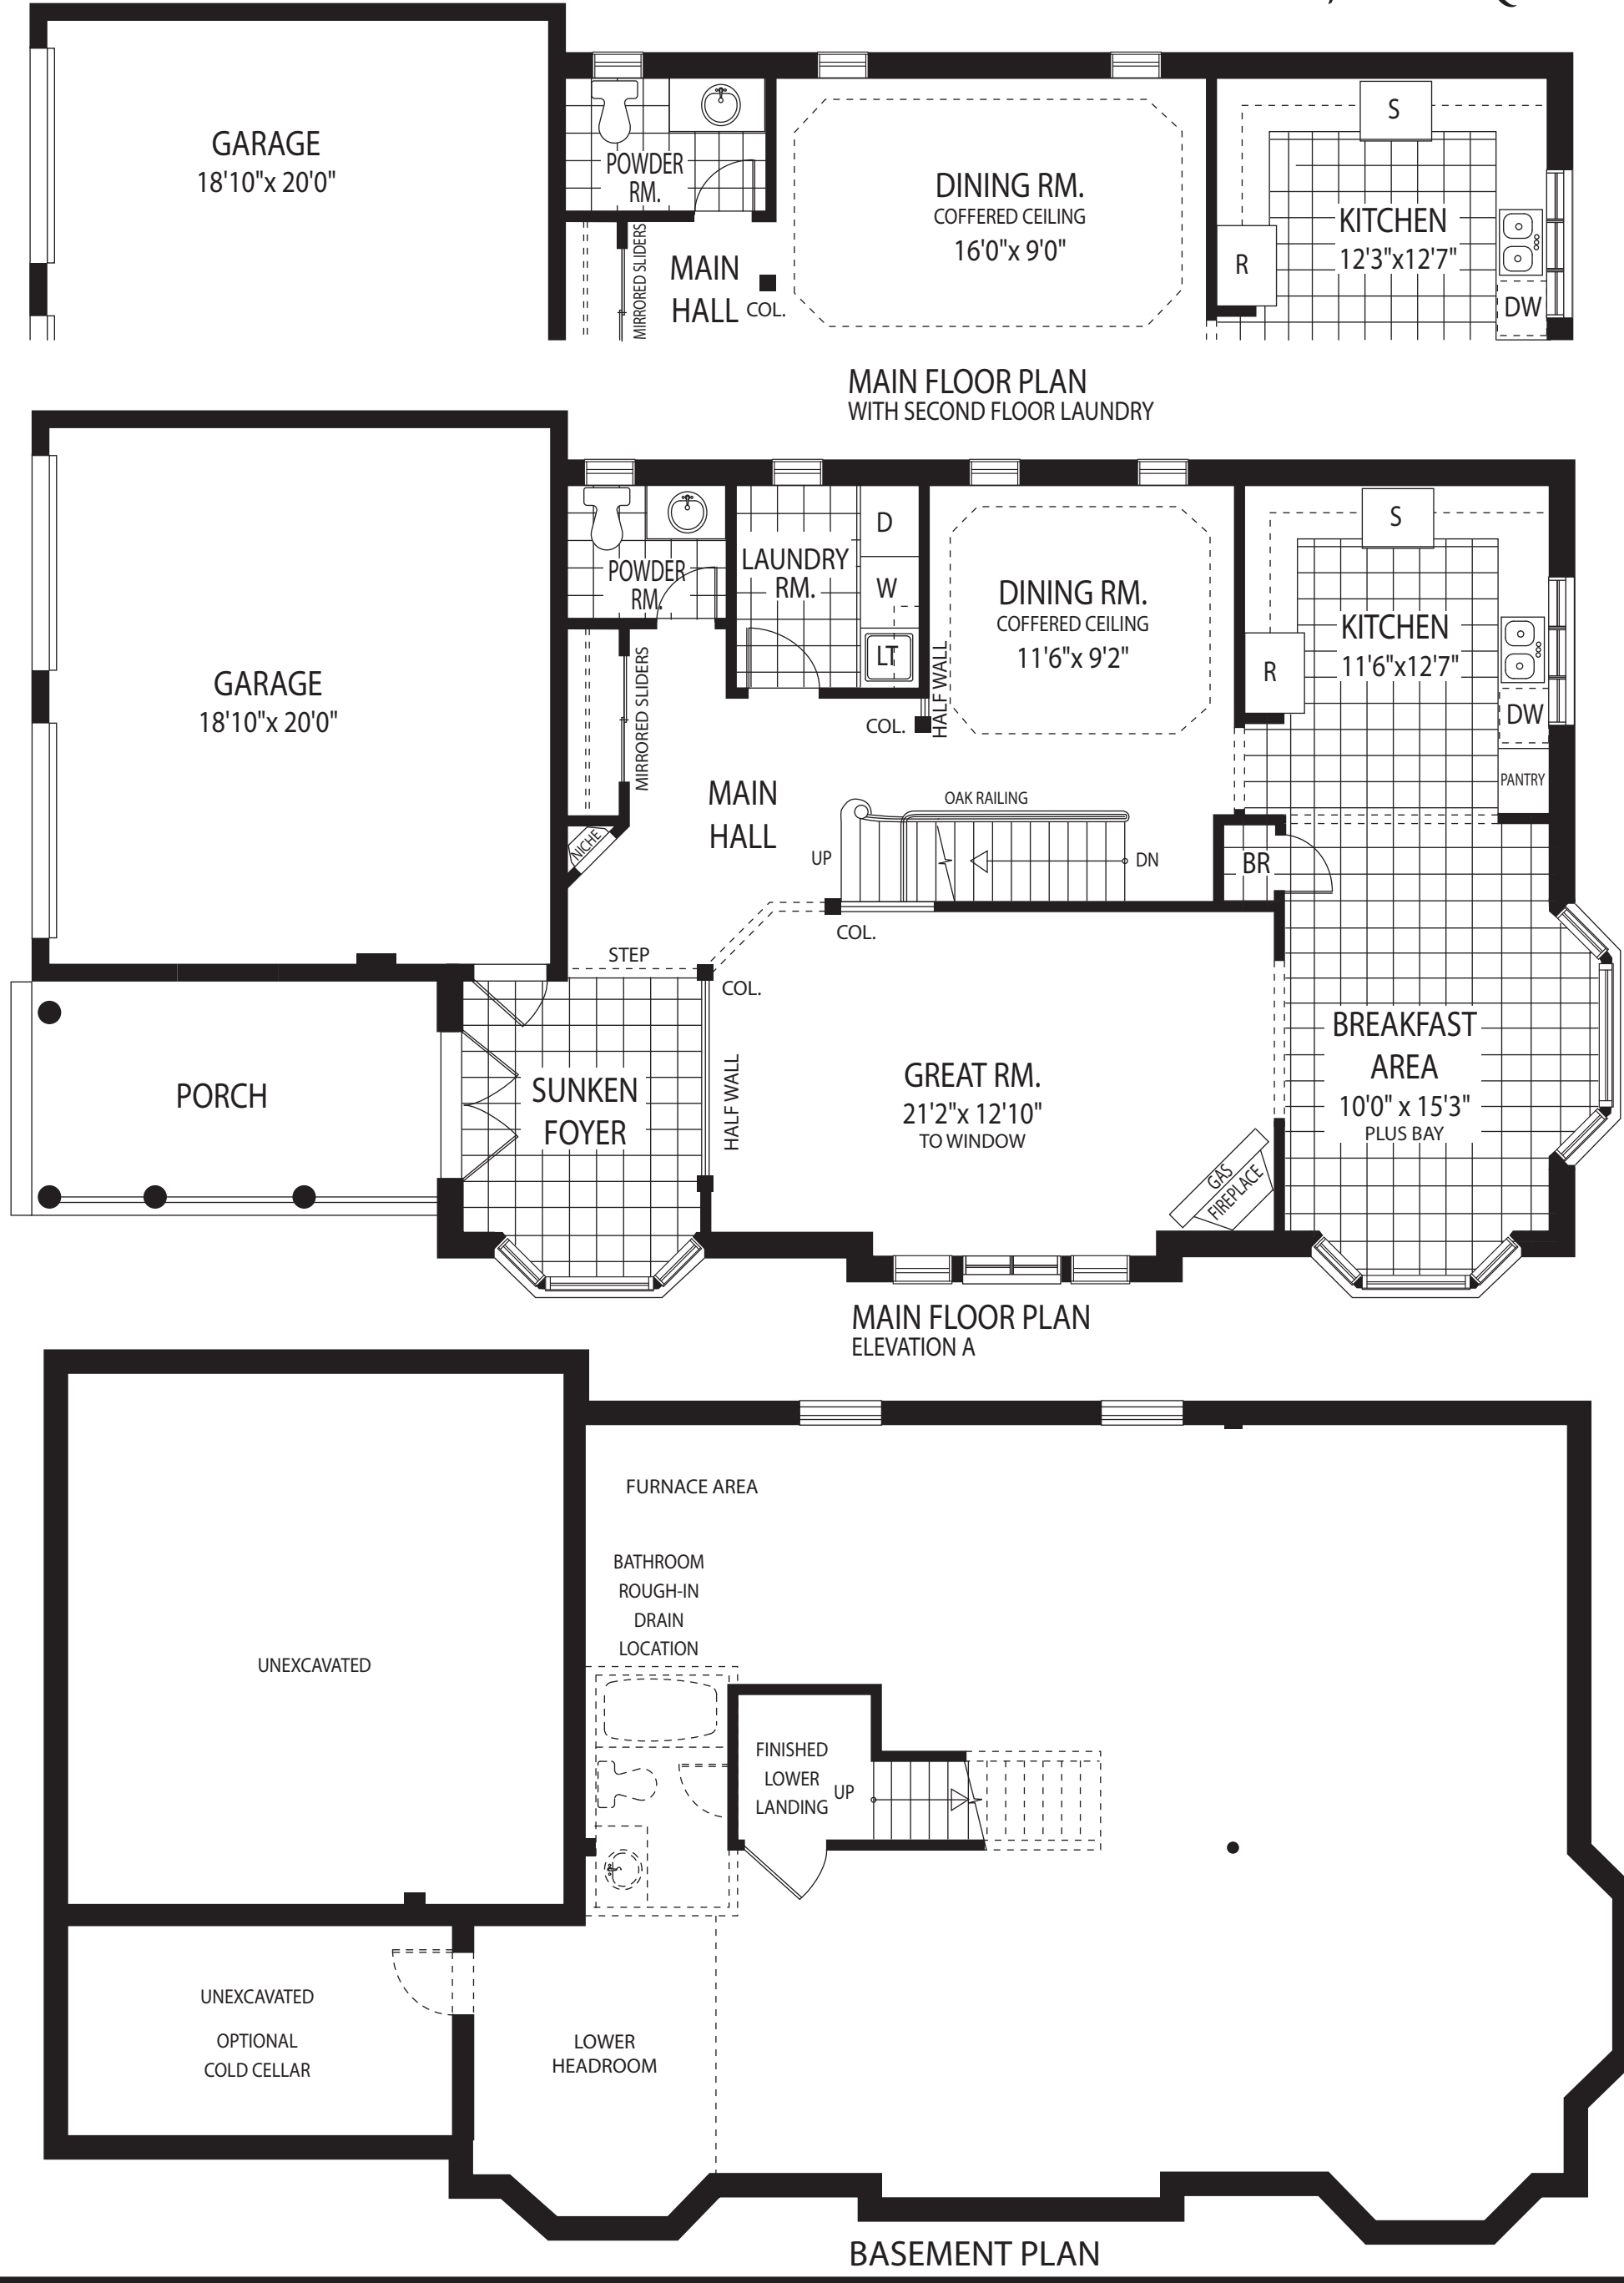 GARAGE
18'10"x 20'0"
POWDER
RM.
MIRRORED SLIDERS
MAIN
HALL
COL.
DINING RM.
COFFERED CEILING
16'0"x 9'0"
S
R
KITCHEN
12'3"x12'7"
DW
MAIN FLOOR PLAN
WITH SECOND FLOOR LAUNDRY
GARAGE
18'10"x 20'0"
POWDER
RM.
LAUNDRY
RM.
D
W
LT
MIRRORED SLIDERS
NICHE
MAIN
HALL
COL.
HALF WALL
DINING RM.
COFFERED CEILING
11'6"x 9'2"
S
R
KITCHEN
11'6"x12'7"
DW
PANTRY
OAK RAILING
UP
DN
BR
COL.
STEP
COL.
PORCH
SUNKEN
FOYER
HALF WALL
GREAT RM.
21'2"x 12'10"
TO WINDOW
GAS
FIREPLACE
BREAKFAST
AREA
10'0" x 15'3"
PLUS BAY
MAIN FLOOR PLAN
ELEVATION A
FURNACE AREA
BATHROOM
ROUGH-IN
DRAIN
LOCATION
UNEXCAVATED
FINISHED
LOWER
LANDING
UP
UNEXCAVATED
OPTIONAL
COLD CELLAR
LOWER
HEADROOM
BASEMENT PLAN